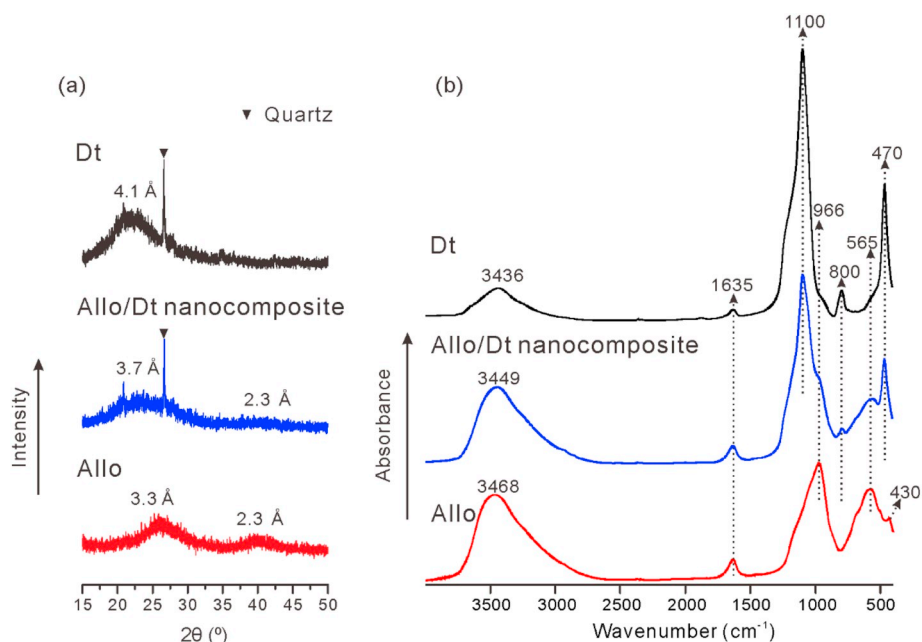 (a)
▼ Quartz
Dt
4.1 Å
Allo/Dt nanocomposite
3.7 Å
2.3 Å
Allo
3.3 Å
2.3 Å
Intensity
15 20 25 30 35 40 45 50
2θ (º)
(b)
1100
470
966
565
Dt
800
3436
1635
Allo/Dt nanocomposite
3449
Absorbance
3468
Allo
430
3500 3000 2500 2000 1500 1000 500
Wavenumber (cm⁻¹)